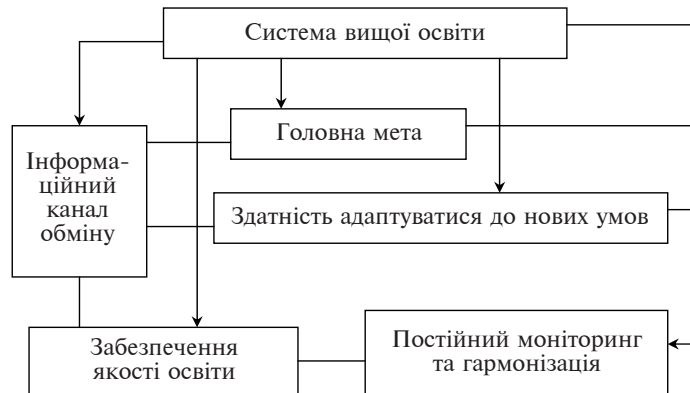 Система вищої освіти
Головна мета
Інформа-
ційний
канал
обміну
Здатність адаптуватися до нових умов
Забезпечення
якості освіти
Постійний моніторинг
та гармонізація